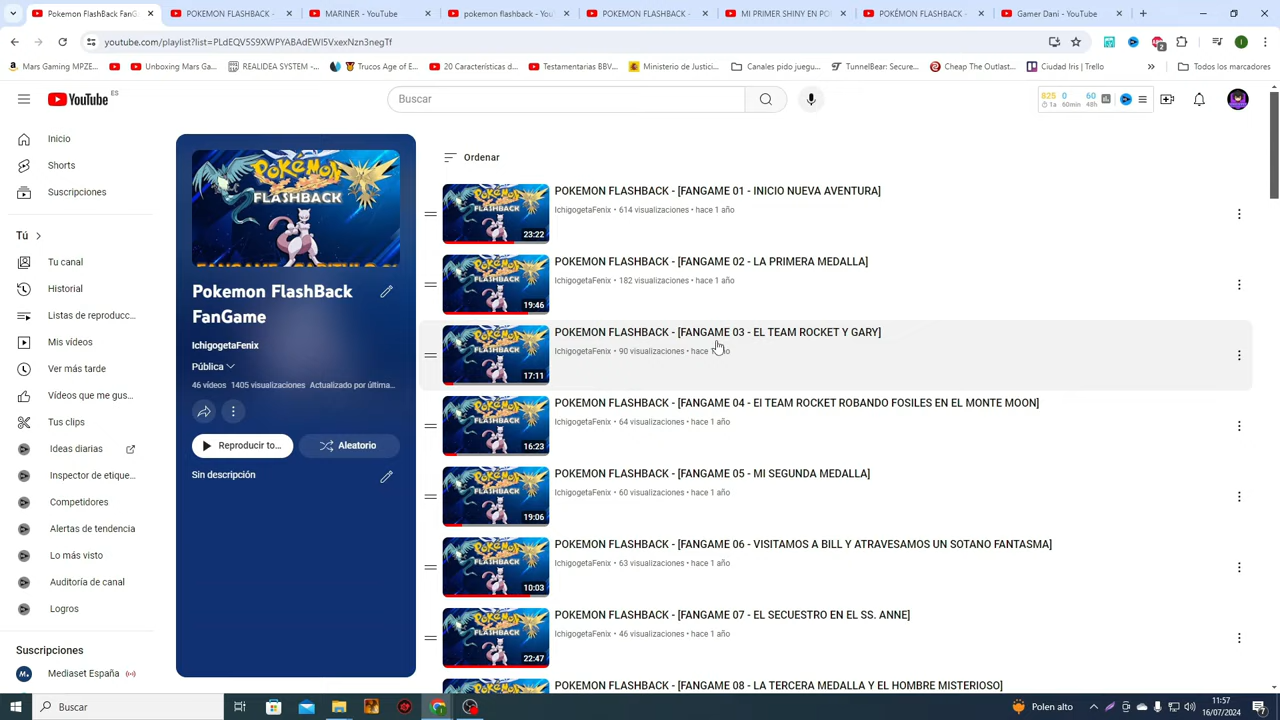 Pokemon FlashBack FanG
POKEMON FLASHBACK -
MARINER - YouTube
pokemon flashback - You
POKEMON FLASHBACK -
MI PRIMER SHINY EN PO
POKÉMON FLASHBACK -
Gamer Dani - YouTube
youtube.com/playlist?list=PLdEQV5S9XWPYABAdEWI5VxexNzn3negTf
2
I
Mars Gaming MPZE...
Unboxing Mars Ga...
REALIDEA SYSTEM -...
Trucos Age of E...
20 Características d...
Testamentarias BBV...
Ministerio de Justici...
Canales pido juegu...
TunnelBear: Secure...
Cheap The Outlast...
Ciudad Iris | Trello
Todos los marcadores
YouTube ES
Buscar
825 0 60
1a 60min 48h
Inicio
Shorts
Suscripciones
Tú
Tu canal
Historial
Listas de reproducc...
Mis vídeos
Ver más tarde
Vídeos que me gus...
Tus clips
Ideas diarias
Inspector de etique...
Competidores
Alertas de tendencia
Lo más visto
Auditoría de canal
Logros
Suscripciones
Mediaset España
POKÉMON
FLASHBACK
Pokemon FlashBack
FanGame
IchigogetaFenix
Pública
46 vídeos 1405 visualizaciones Actualizado por última...
Reproducir to...
Aleatorio
Sin descripción
Ordenar
POKEMON FLASHBACK - [FANGAME 01 - INICIO NUEVA AVENTURA]
IchigogetaFenix • 614 visualizaciones • hace 1 año
23:22
POKEMON FLASHBACK - [FANGAME 02 - LA PRIMERA MEDALLA]
IchigogetaFenix • 182 visualizaciones • hace 1 año
19:46
POKEMON FLASHBACK - [FANGAME 03 - EL TEAM ROCKET Y GARY]
IchigogetaFenix • 90 visualizaciones • hace 1 año
17:11
POKEMON FLASHBACK - [FANGAME 04 - El TEAM ROCKET ROBANDO FOSILES EN EL MONTE MOON]
IchigogetaFenix • 64 visualizaciones • hace 1 año
16:23
POKEMON FLASHBACK - [FANGAME 05 - MI SEGUNDA MEDALLA]
IchigogetaFenix • 60 visualizaciones • hace 1 año
19:06
POKEMON FLASHBACK - [FANGAME 06 - VISITAMOS A BILL Y ATRAVESAMOS UN SOTANO FANTASMA]
IchigogetaFenix • 63 visualizaciones • hace 1 año
10:03
POKEMON FLASHBACK - [FANGAME 07 - EL SECUESTRO EN EL SS. ANNE]
IchigogetaFenix • 46 visualizaciones • hace 1 año
22:47
POKEMON FLASHBACK - [FANGAME 08 - LA TERCERA MEDALLA Y EL HOMBRE MISTERIOSO]
Buscar
Polen alto
11:57
16/07/2024